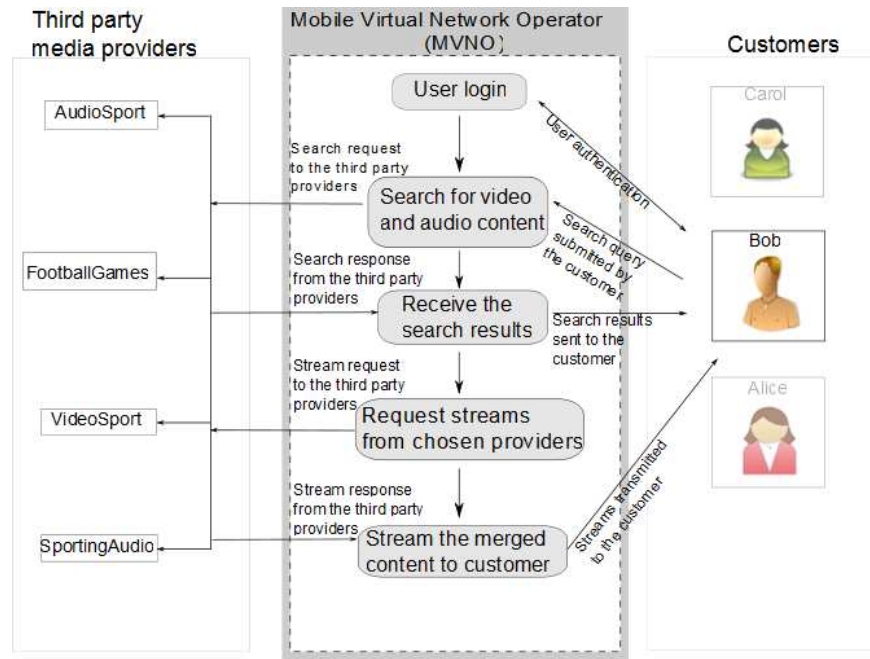 Third party
media providers
Mobile Virtual Network Operator
(MVNO)
Customers
AudioSport
FootballGames
VideoSport
SportingAudio
User login
Search request
to the third party
providers
Search for video
and audio content
Search response
from the third party
providers
Receive the
search results
Stream request
to the third party
providers
Request streams
from chosen providers
Stream response
from the third party
providers
Stream the merged
content to customer
User authentication
Search query
submitted by
the customer
Search results
sent to the
customer
Streams transmitted
to the customer
Carol
Bob
Alice